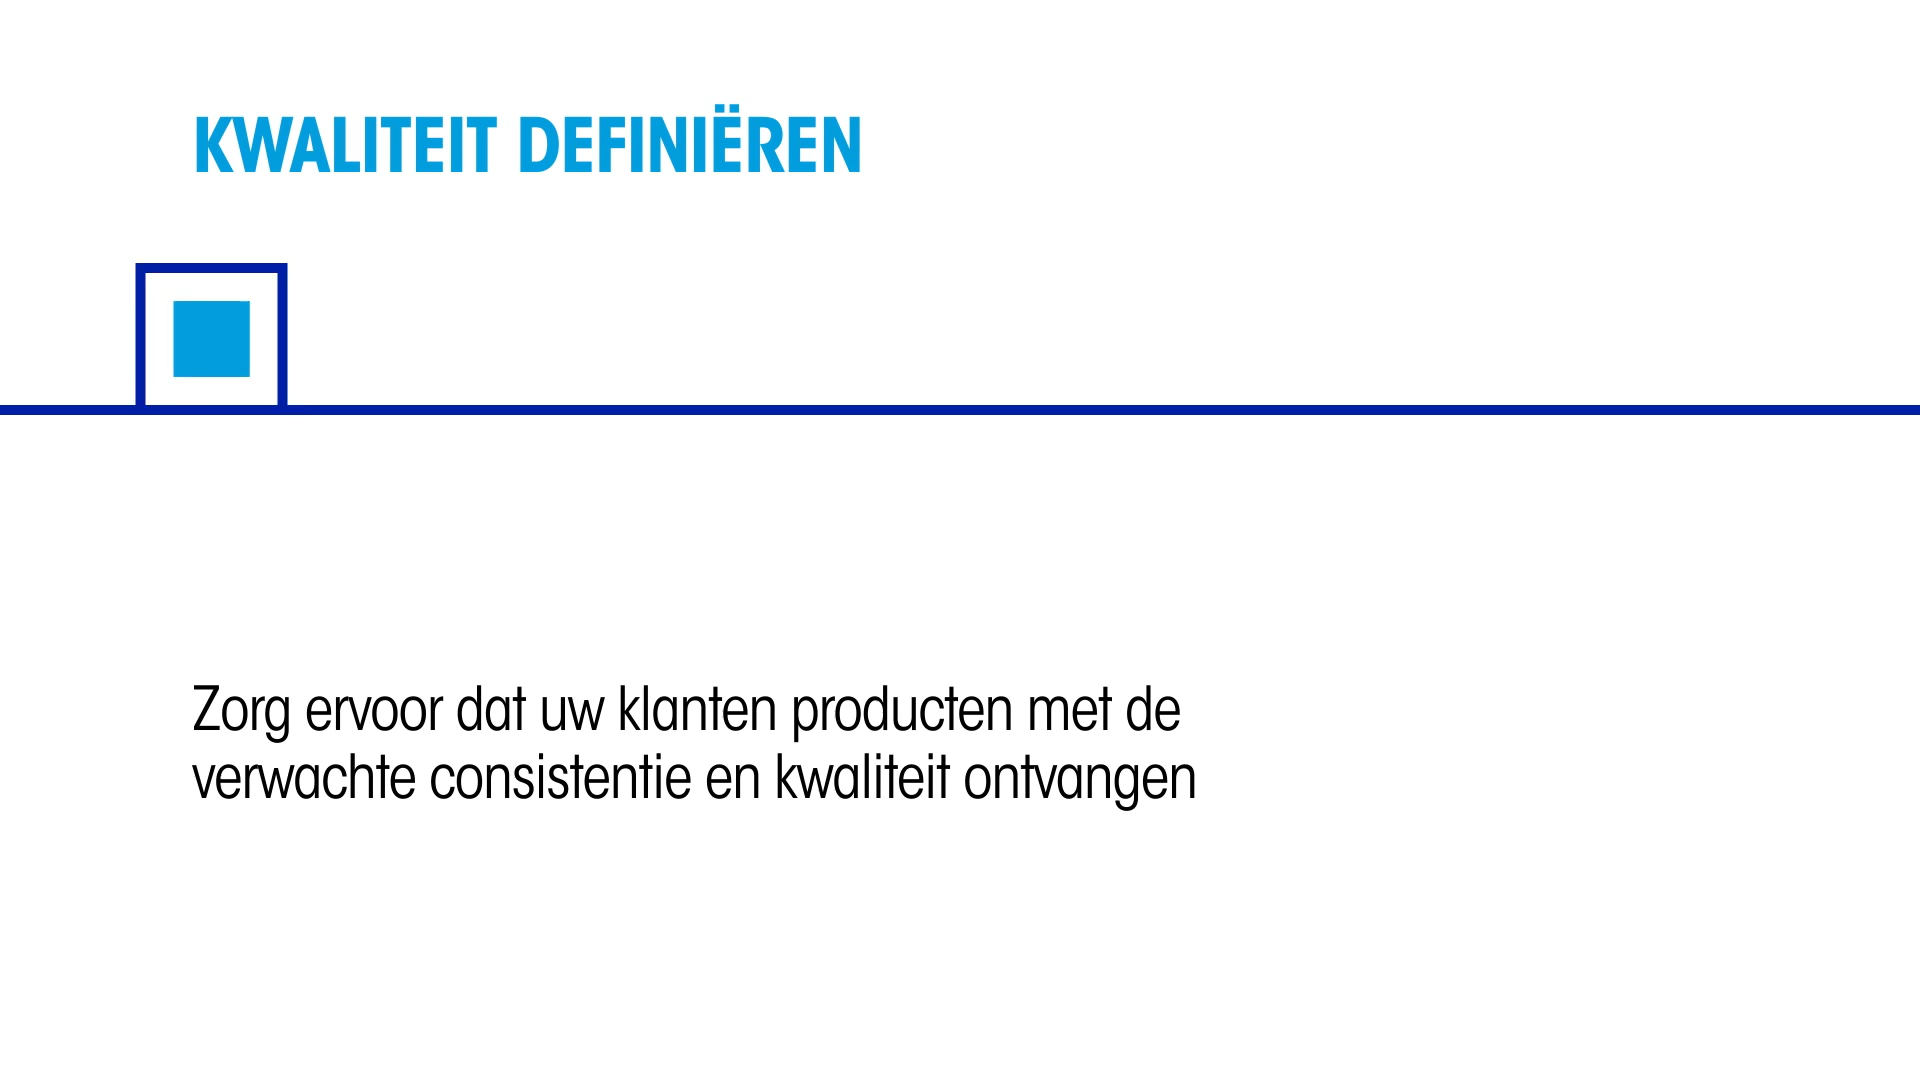 KWALITEIT DEFINIËREN
Zorg ervoor dat uw klanten producten met de
verwachte consistentie en kwaliteit ontvangen